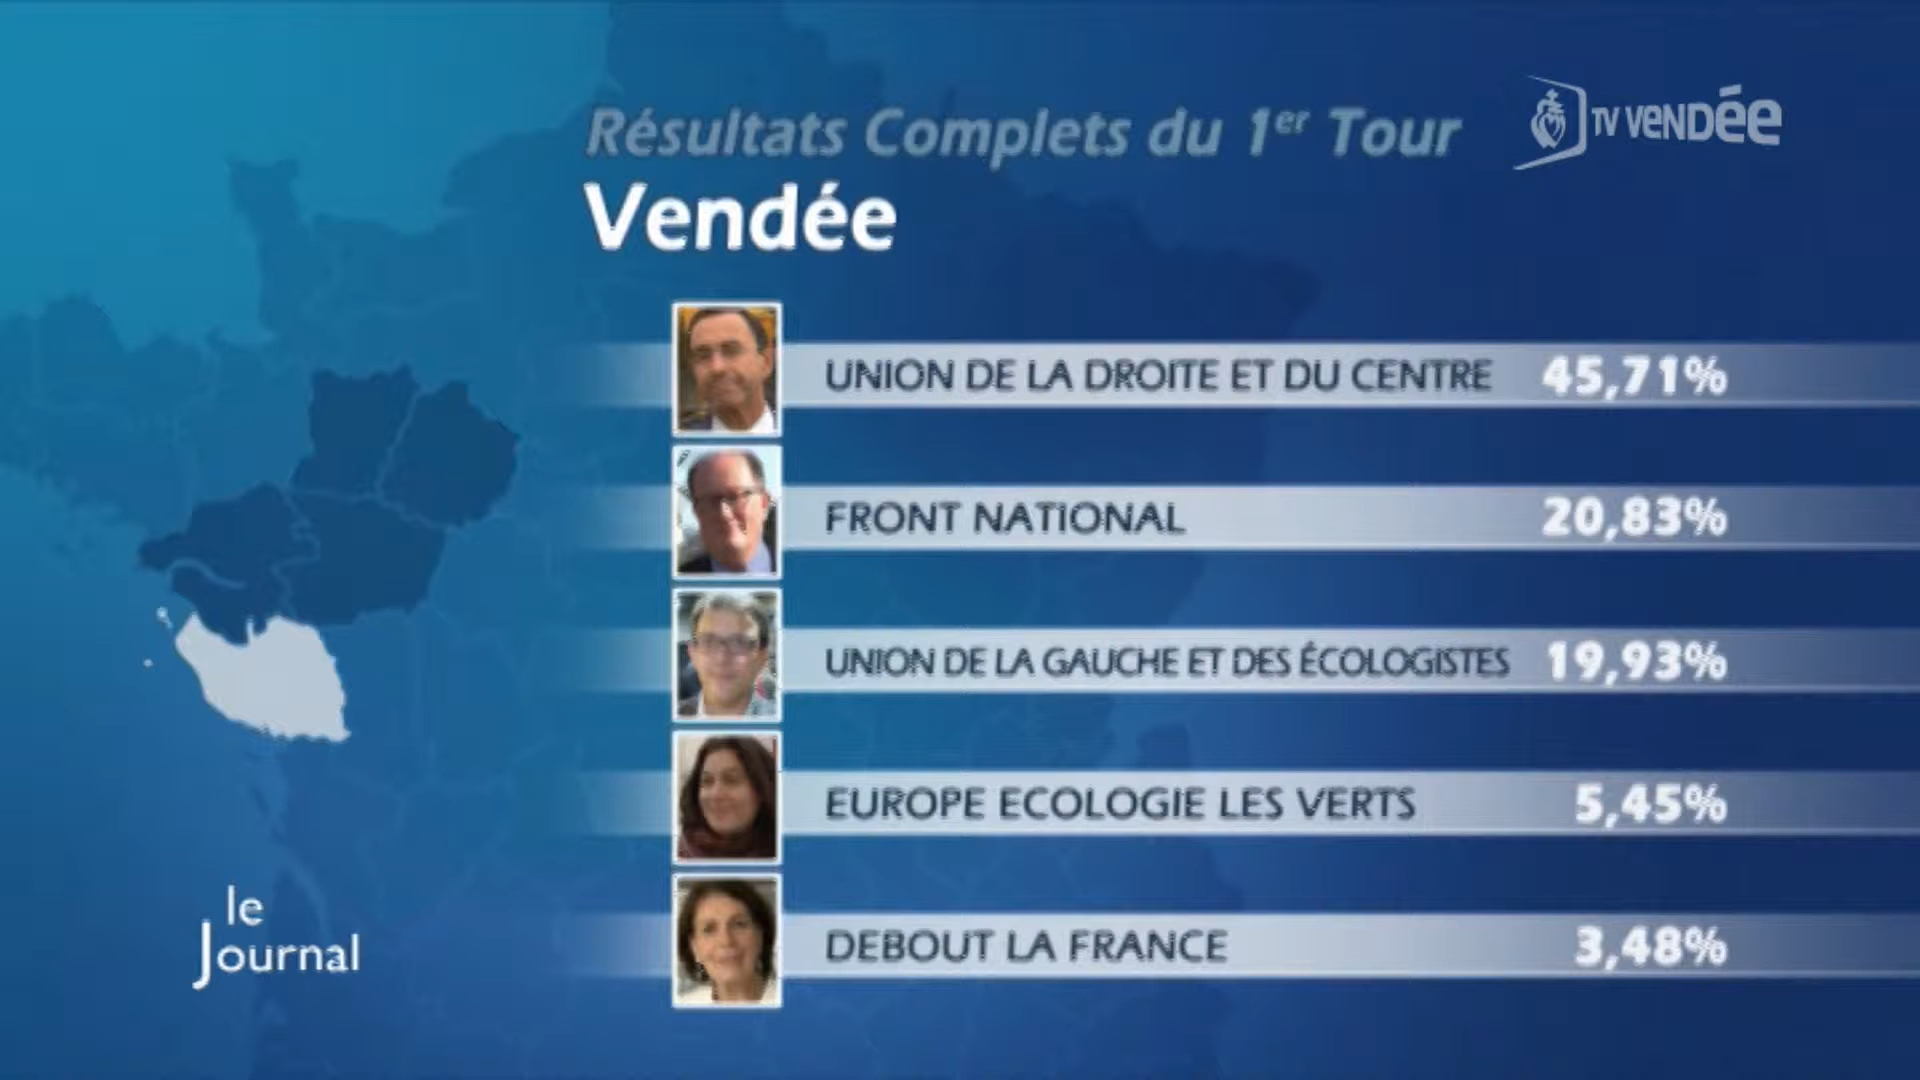 Résultats Complets du 1er Tour
TV VENDÉE
Vendée
UNION DE LA DROITE ET DU CENTRE 45,71%
FRONT NATIONAL 20,83%
UNION DE LA GAUCHE ET DES ÉCOLOGISTES 19,93%
EUROPE ECOLOGIE LES VERTS 5,45%
DEBOUT LA FRANCE 3,48%
le
Journal